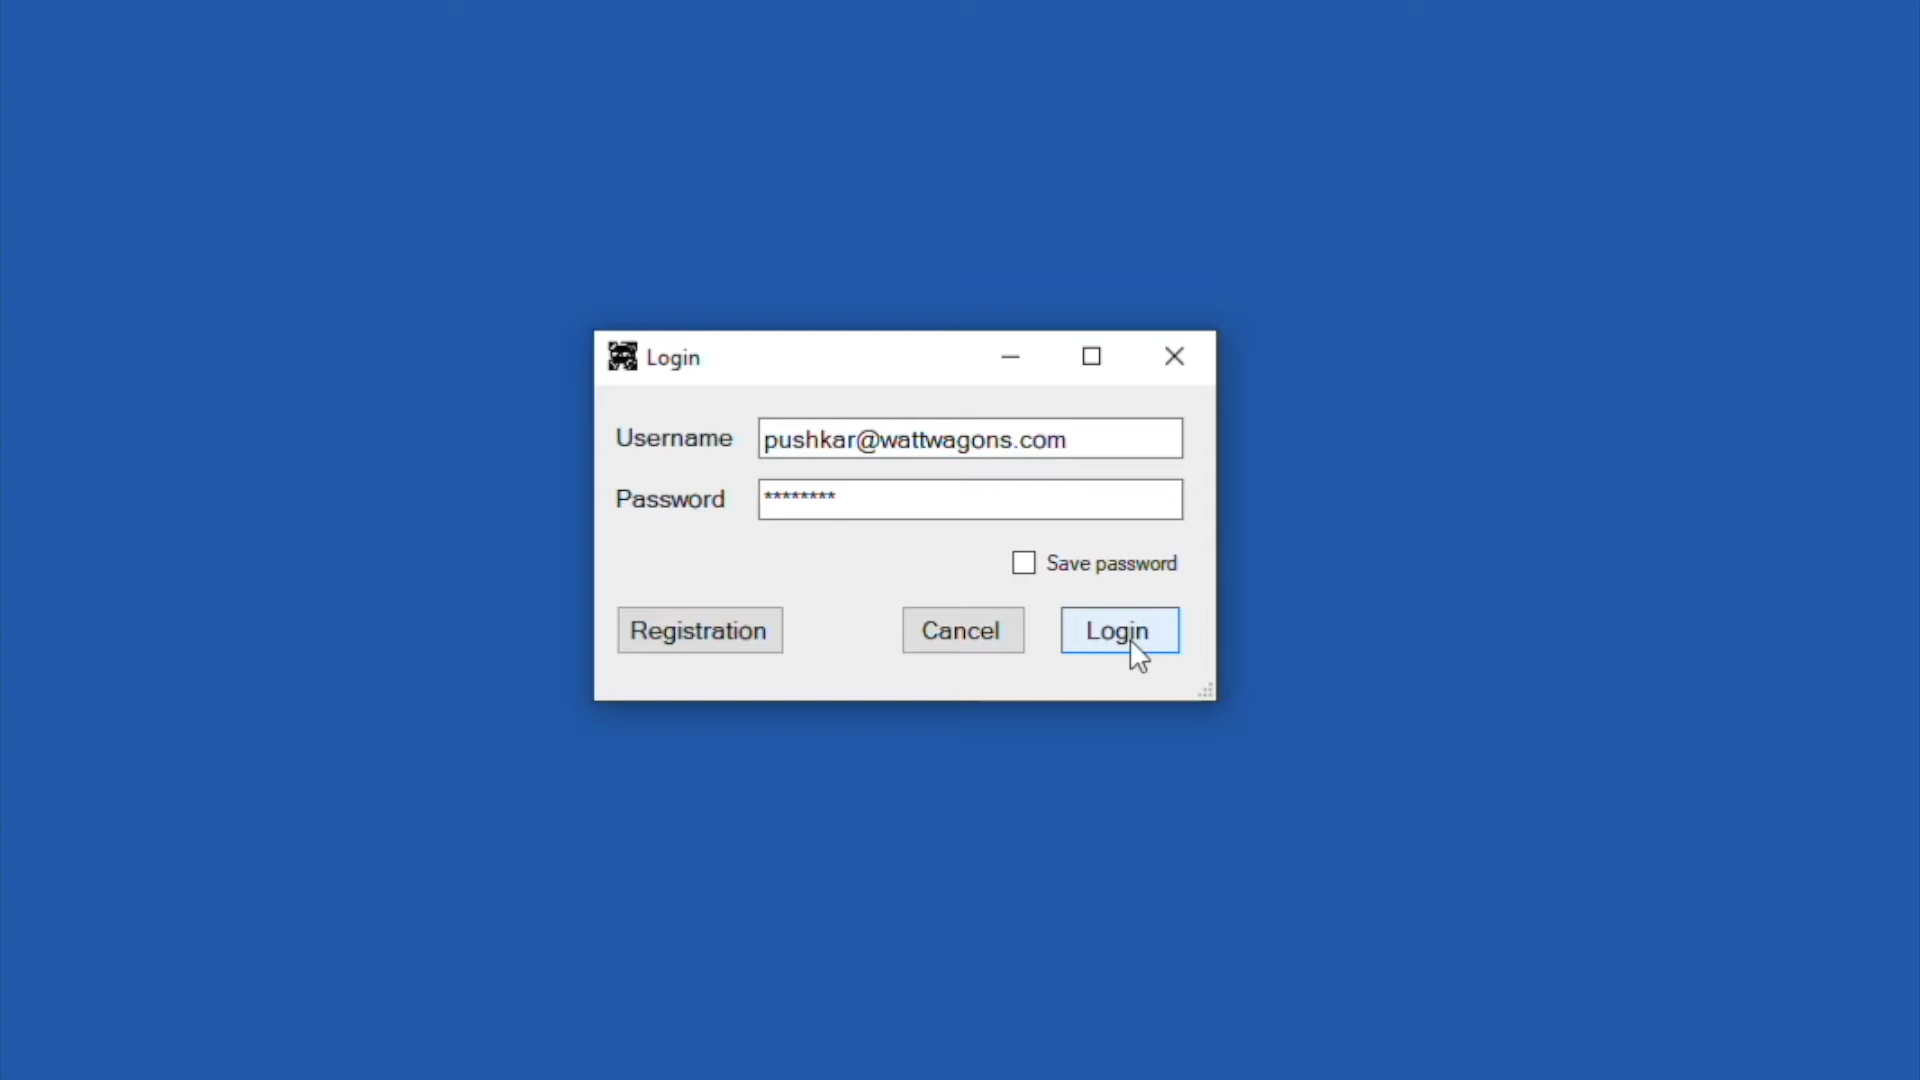 Login
Username pushkar@wattwagons.com
Password ********
Save password
Registration Cancel Login